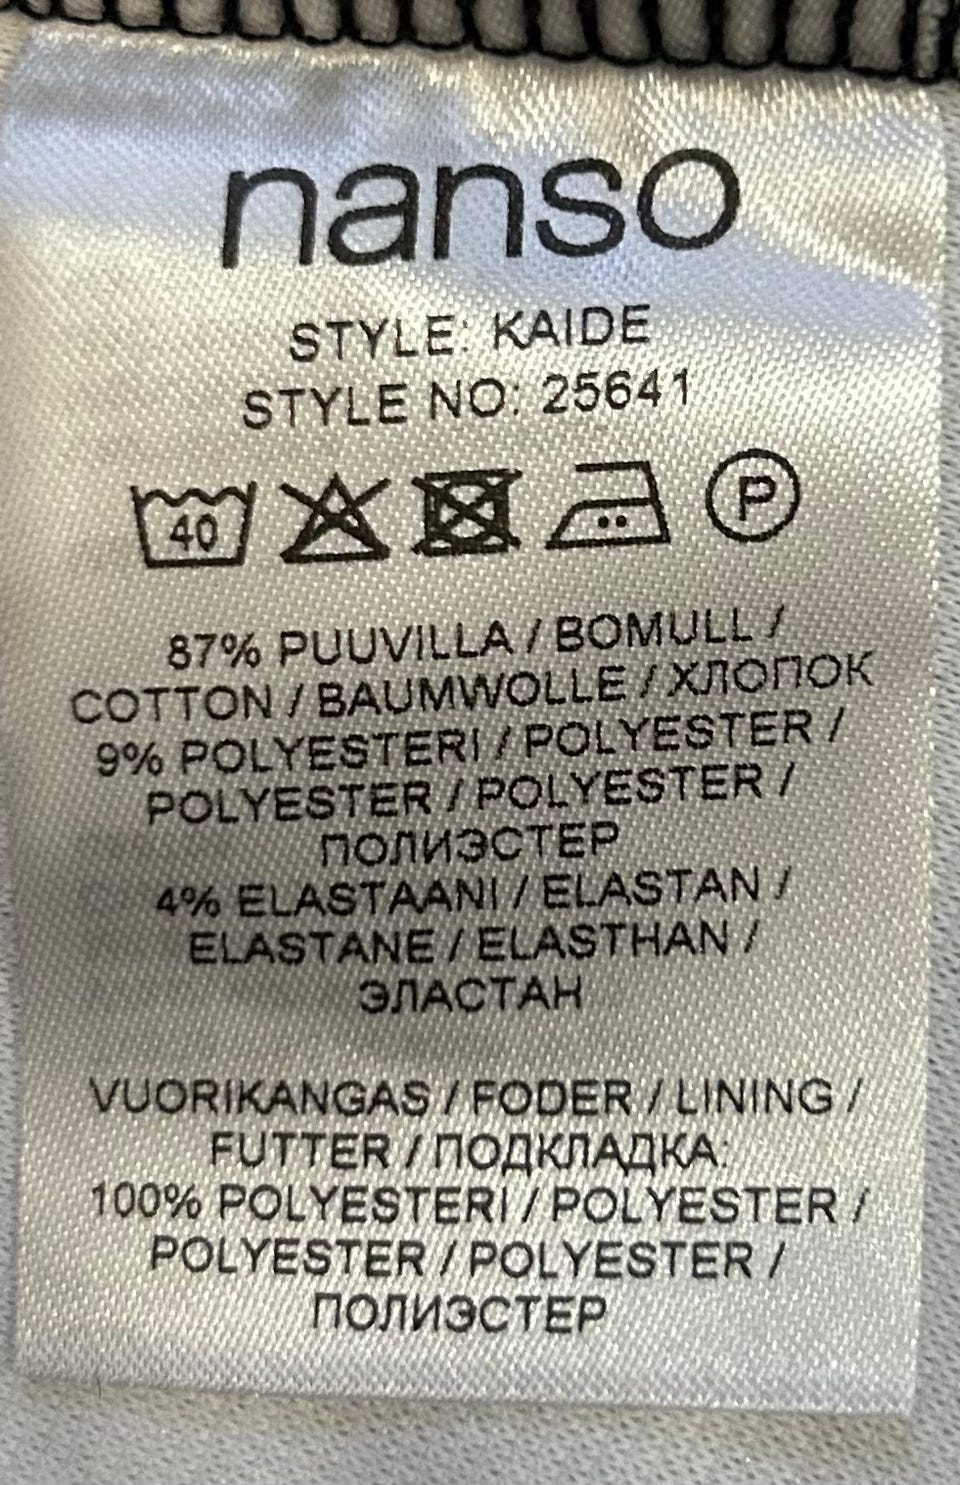 nanso
STYLE: KAIDE
STYLE NO: 25641
40 P
87% PUUVILLA / BOMULL /
COTTON / BAUMWOLLE / ХЛОПОК
9% POLYESTERI / POLYESTER /
POLYESTER / POLYESTER /
ПОЛИЭСТЕР
4% ELASTAANI / ELASTAN /
ELASTANE / ELASTHAN /
ЭЛАСТАН
VUORIKANGAS / FODER / LINING /
FUTTER / ПОДКЛАДКА:
100% POLYESTERI / POLYESTER /
POLYESTER / POLYESTER /
ПОЛИЭСТЕР